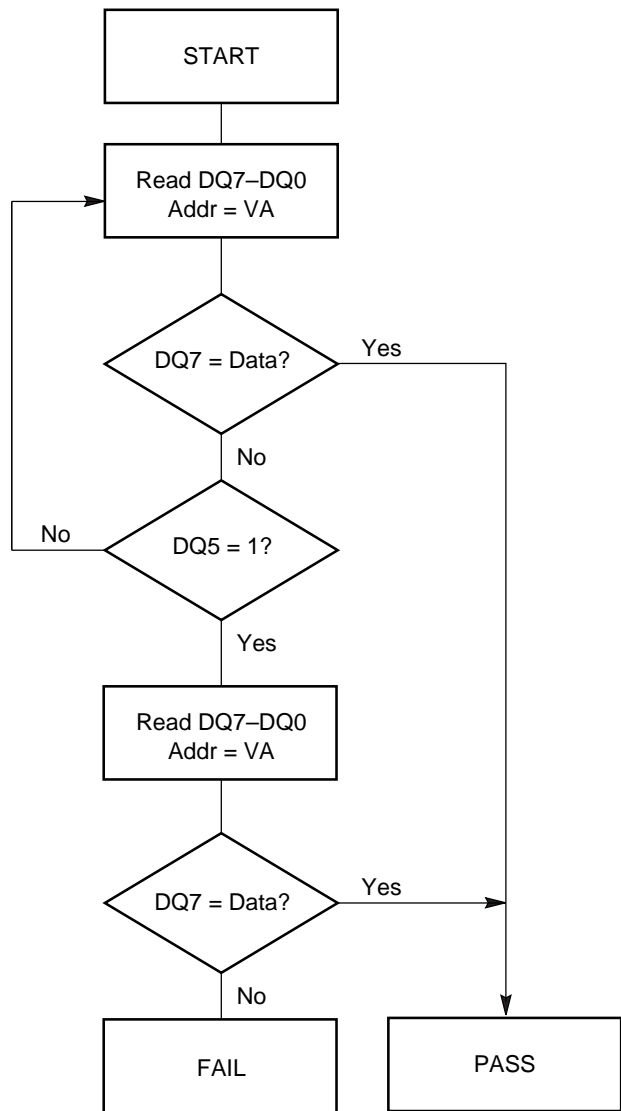 START
Read DQ7–DQ0
Addr = VA
DQ7 = Data?
Yes
No
No
DQ5 = 1?
Yes
Read DQ7–DQ0
Addr = VA
DQ7 = Data?
Yes
No
FAIL
PASS